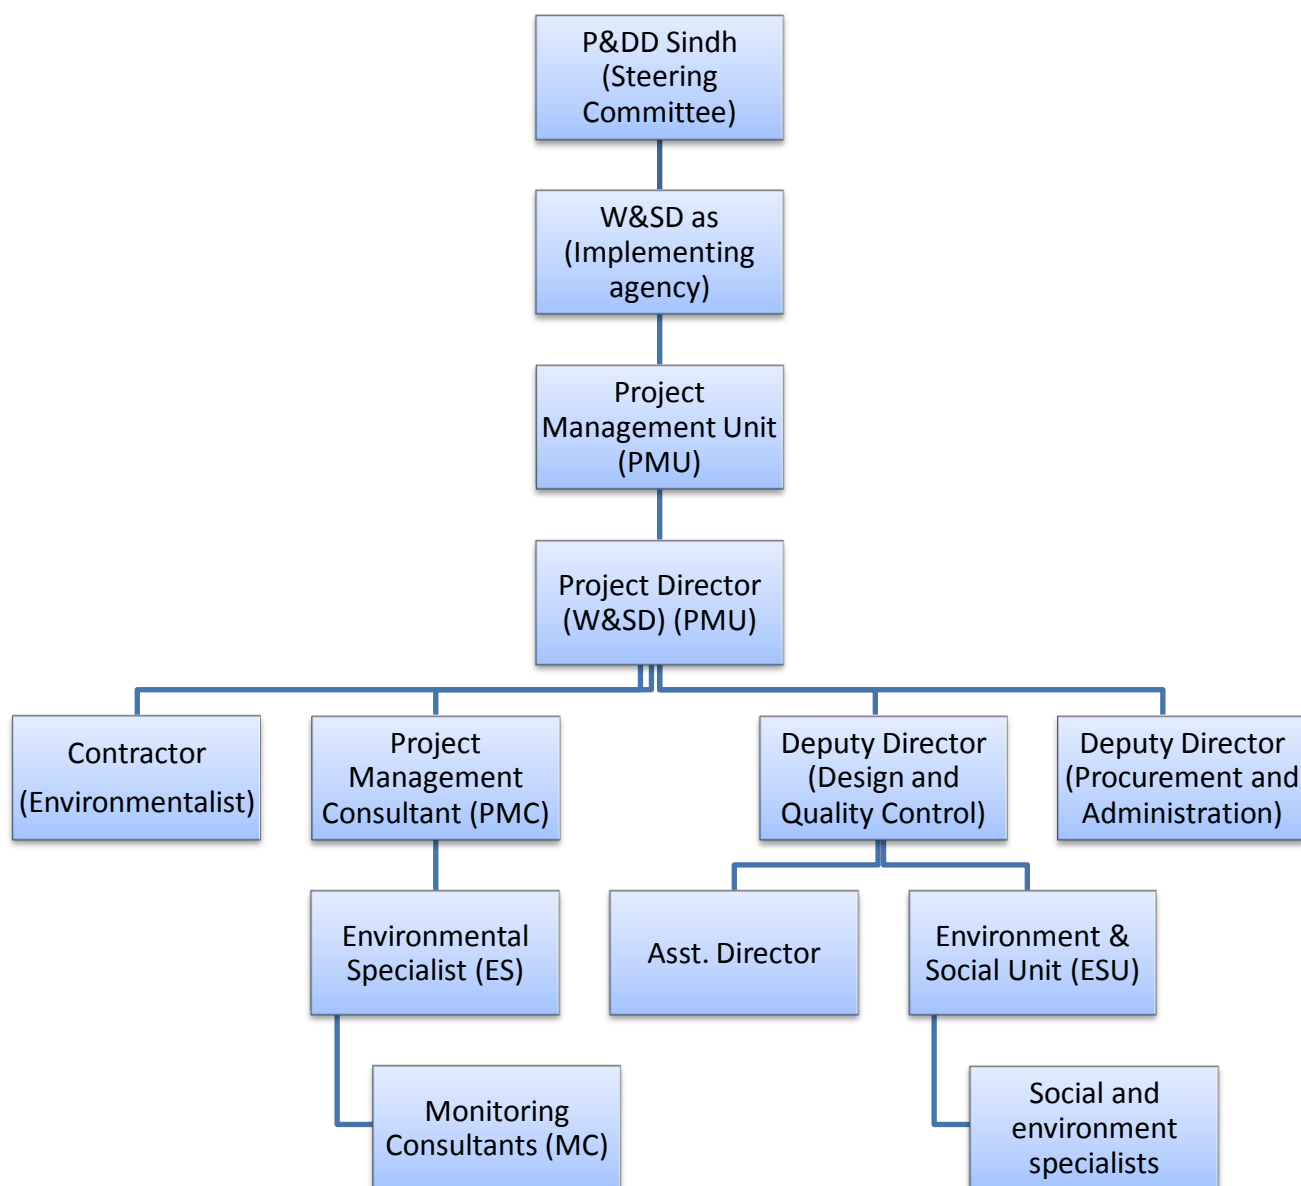 P&DD Sindh
(Steering
Committee)
W&SD as
(Implementing
agency)
Project
Management Unit
(PMU)
Project Director
(W&SD) (PMU)
Contractor
(Environmentalist)
Project
Management
Consultant (PMC)
Deputy Director
(Design and
Quality Control)
Deputy Director
(Procurement and
Administration)
Environmental
Specialist (ES)
Asst. Director
Environment &
Social Unit (ESU)
Monitoring
Consultants (MC)
Social and
environment
specialists